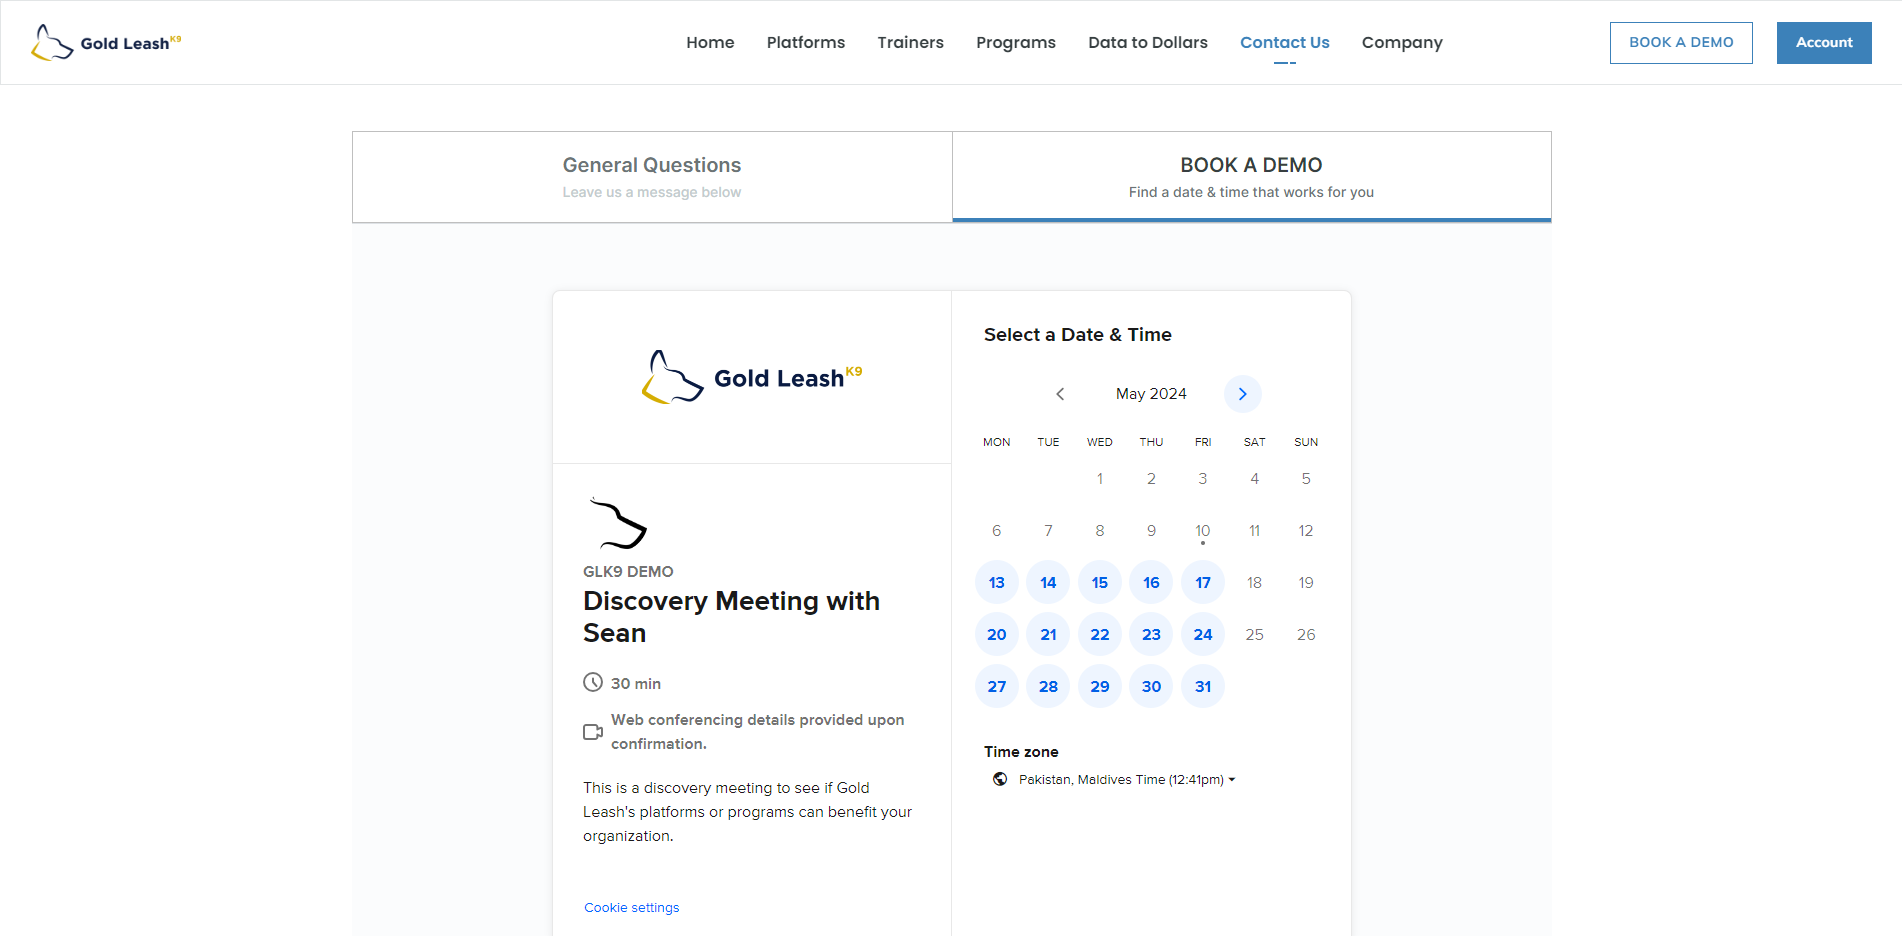 Gold Leash K9
Home Platforms Trainers Programs Data to Dollars Contact Us Company
BOOK A DEMO
Account
General Questions
Leave us a message below
BOOK A DEMO
Find a date & time that works for you
Gold Leash K9
GLK9 DEMO
Discovery Meeting with
Sean
30 min
Web conferencing details provided upon
confirmation.
This is a discovery meeting to see if Gold
Leash's platforms or programs can benefit your
organization.
Cookie settings
Select a Date & Time
May 2024
MON TUE WED THU FRI SAT SUN
1 2 3 4 5
6 7 8 9 10 11 12
13 14 15 16 17 18 19
20 21 22 23 24 25 26
27 28 29 30 31
Time zone
Pakistan, Maldives Time (12:41pm)